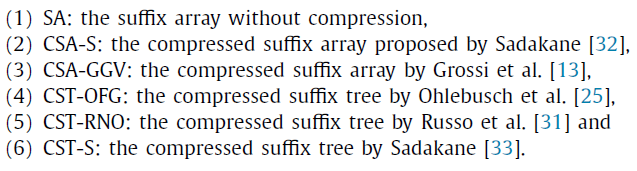 (1) SA: the suffix array without compression,
(2) CSA-S: the compressed suffix array proposed by Sadakane [32],
(3) CSA-GGV: the compressed suffix array by Grossi et al. [13],
(4) CST-OFG: the compressed suffix tree by Ohlebusch et al. [25],
(5) CST-RNO: the compressed suffix tree by Russo et al. [31] and
(6) CST-S: the compressed suffix tree by Sadakane [33].